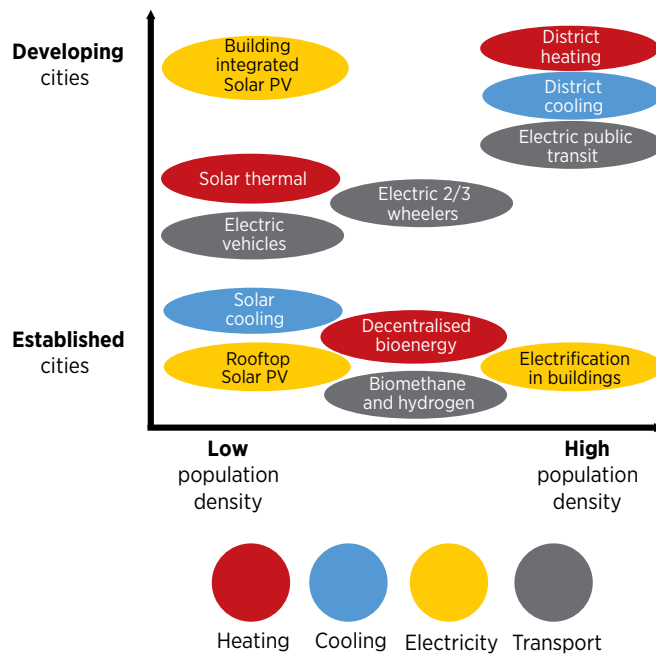 Developing
cities
Building
integrated
Solar PV
District
heating
District
cooling
Electric public
transit
Solar thermal
Electric 2/3
wheelers
Electric
vehicles
Solar
cooling
Decentralised
bioenergy
Established
cities
Rooftop
Solar PV
Electrification
in buildings
Biomethane
and hydrogen
Low
population
density
High
population
density
Heating
Cooling
Electricity
Transport